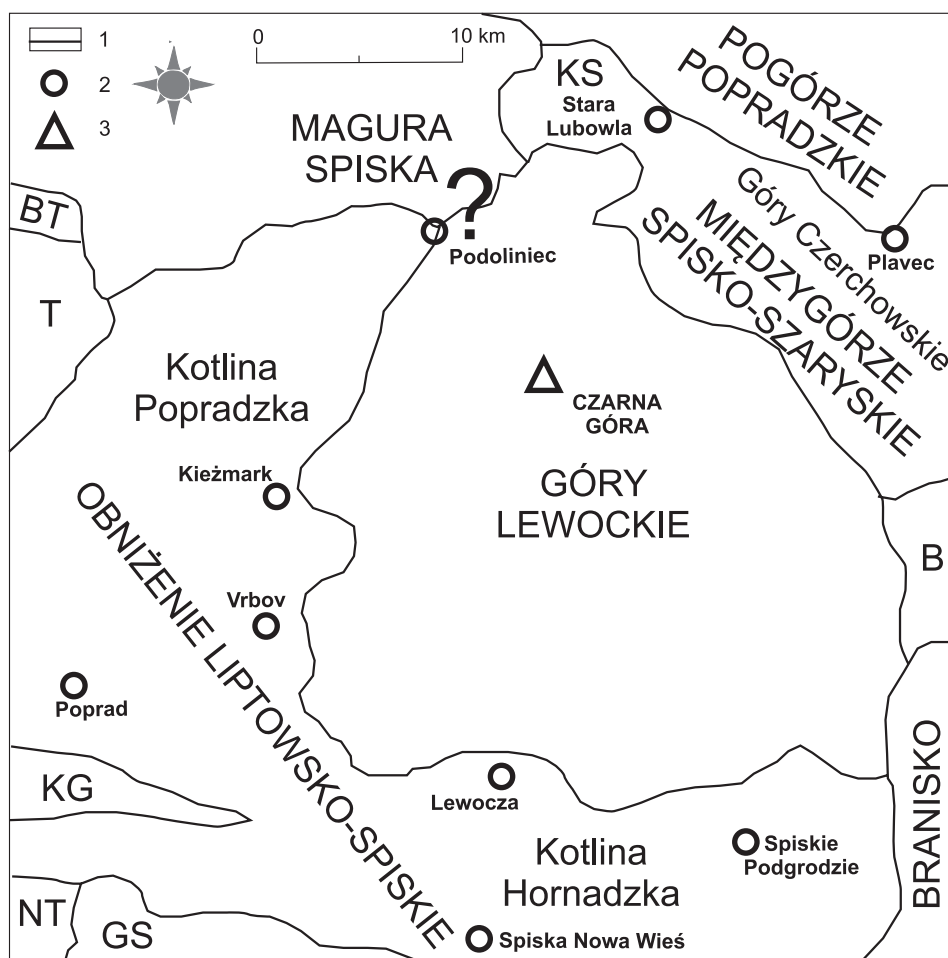 1
2
3
0
10 km
KS
Stara
Lubowla
POGÓRZE
POPRADZKIE
MAGURA
SPISKA
?
BT
Podoliniec
Góry Czerchowskie
Plavec
MIĘDZYGÓRZE
SPISKO-SZARYSKIE
T
Kotlina
Popradzka
CZARNA
GÓRA
Kieżmark
GÓRY
LEWOCKIE
OBNIŻENIE LIPTOWSKO-SPISKIE
B
Vrbov
Poprad
BRANISKO
KG
Lewocza
Kotlina
Hornadzka
Spiskie
Podgrodzie
NT
GS
Spiska Nowa Wieś